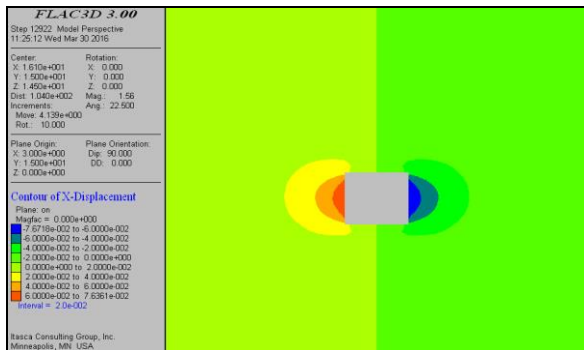 FLAC3D 3.00
Step 12922 Model Perspective
11:25:12 Wed Mar 30 2016
Center: Rotation:
X: 1.610e+001 X: 0.000
Y: 1.500e+001 Y: 0.000
Z: 1.450e+001 Z: 0.000
Dist: 1.040e+002 Mag.: 1.56
Increments: Ang.: 22.500
Move: 4.139e+000
Rot.: 10.000
Plane Origin: Plane Orientation:
X: 3.000e+000 Dip: 90.000
Y: 1.500e+001 DD: 0.000
Z: 0.000e+000
Contour of X-Displacement
Plane: on
Magfac = 0.000e+000
-7.6718e-002 to -6.0000e-002
-6.0000e-002 to -4.0000e-002
-4.0000e-002 to -2.0000e-002
-2.0000e-002 to 0.0000e+000
0.0000e+000 to 2.0000e-002
2.0000e-002 to 4.0000e-002
4.0000e-002 to 6.0000e-002
6.0000e-002 to 7.6361e-002
Interval = 2.0e-002
Itasca Consulting Group, Inc.
Minneapolis, MN USA